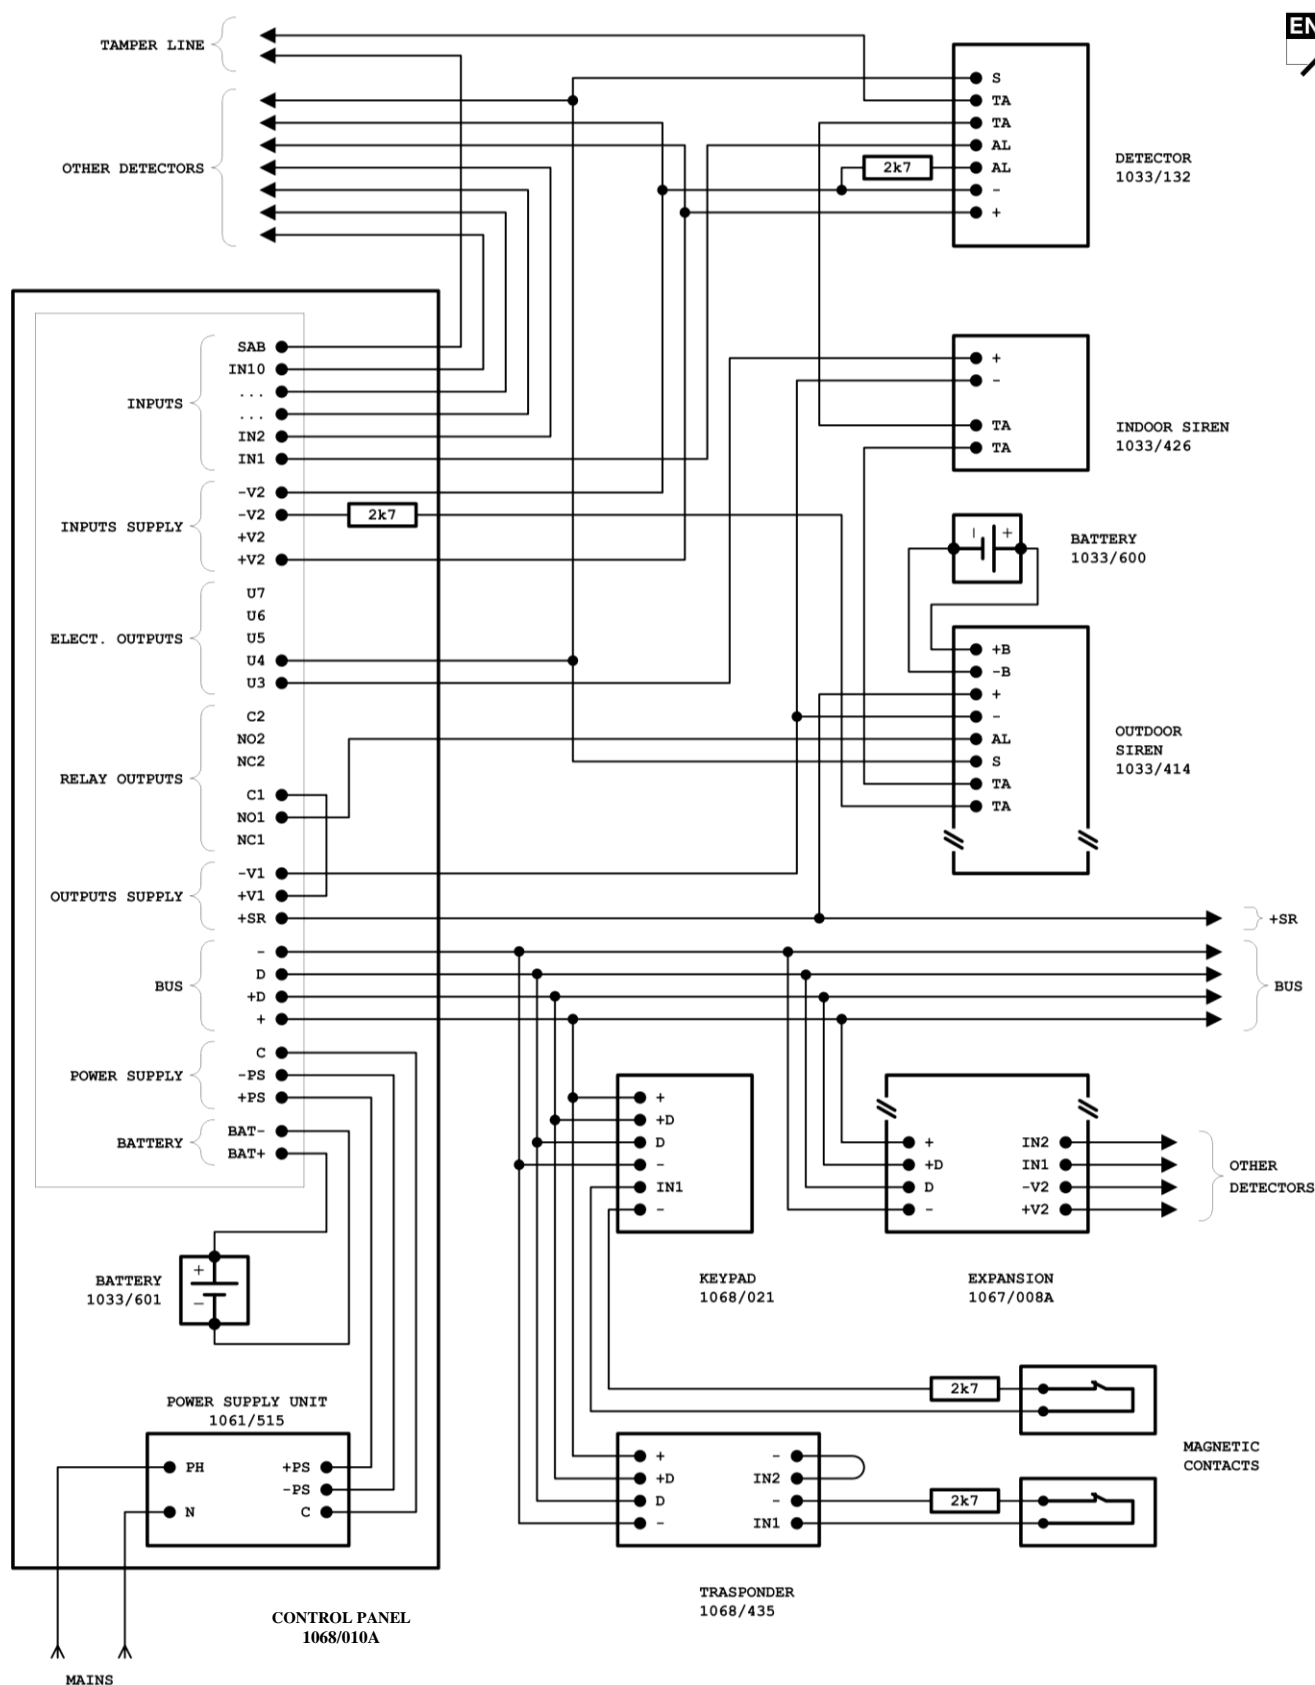 EN
TAMPER LINE
OTHER DETECTORS
S
TA
TA
AL
AL
-
+
2k7
DETECTOR
1033/132
INPUTS
SAB
IN10
...
...
IN2
IN1
INPUTS SUPPLY
-V2
-V2
+V2
+V2
2k7
ELECT. OUTPUTS
U7
U6
U5
U4
U3
RELAY OUTPUTS
C2
NO2
NC2
C1
NO1
NC1
OUTPUTS SUPPLY
-V1
+V1
+SR
BUS
-
D
+D
+
POWER SUPPLY
C
-PS
+PS
BATTERY
BAT-
BAT+
+
-
TA
TA
INDOOR SIREN
1033/426
- +
BATTERY
1033/600
+B
-B
+
-
AL
S
TA
TA
OUTDOOR
SIREN
1033/414
+SR
BUS
+
+D
D
-
IN1
-
KEYPAD
1068/021
+
+D
D
-
IN2
IN1
-V2
+V2
EXPANSION
1067/008A
OTHER
DETECTORS
+
-
BATTERY
1033/601
POWER SUPPLY UNIT
1061/515
PH
N
+PS
-PS
C
2k7
MAGNETIC
CONTACTS
+
+D
D
-
-
IN2
-
IN1
2k7
TRASPONDER
1068/435
CONTROL PANEL
1068/010A
MAINS